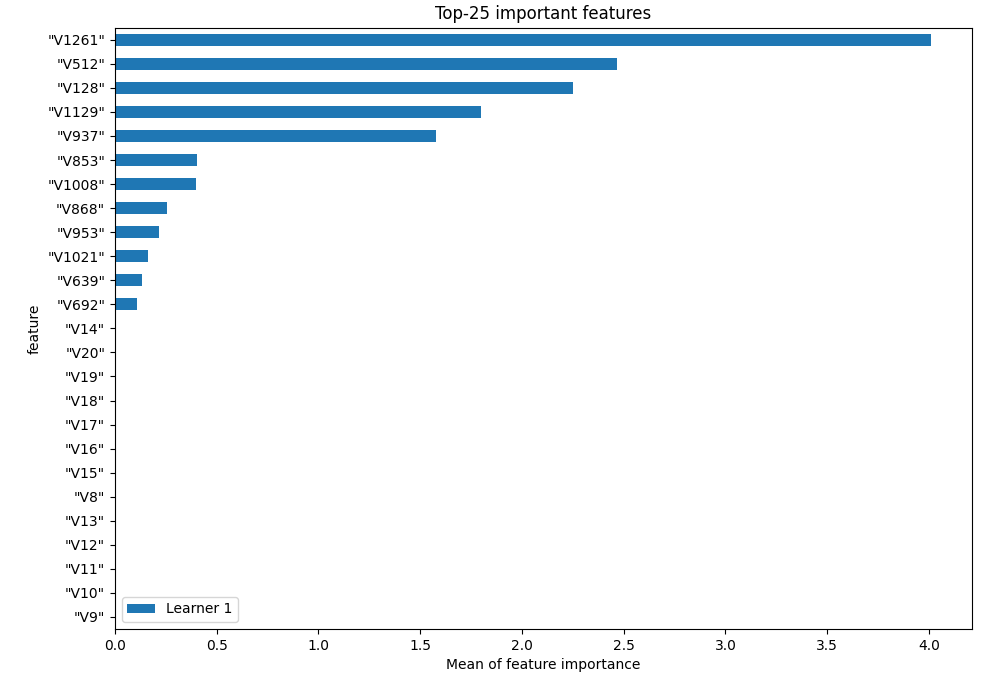 Top-25 important features
"V1261"
"V512"
"V128"
"V1129"
"V937"
"V853"
"V1008"
"V868"
"V953"
"V1021"
"V639"
"V692"
"V14"
"V20"
"V19"
"V18"
"V17"
"V16"
"V15"
"V8"
"V13"
"V12"
"V11"
"V10"
"V9"
feature
Learner 1
0.0 0.5 1.0 1.5 2.0 2.5 3.0 3.5 4.0
Mean of feature importance